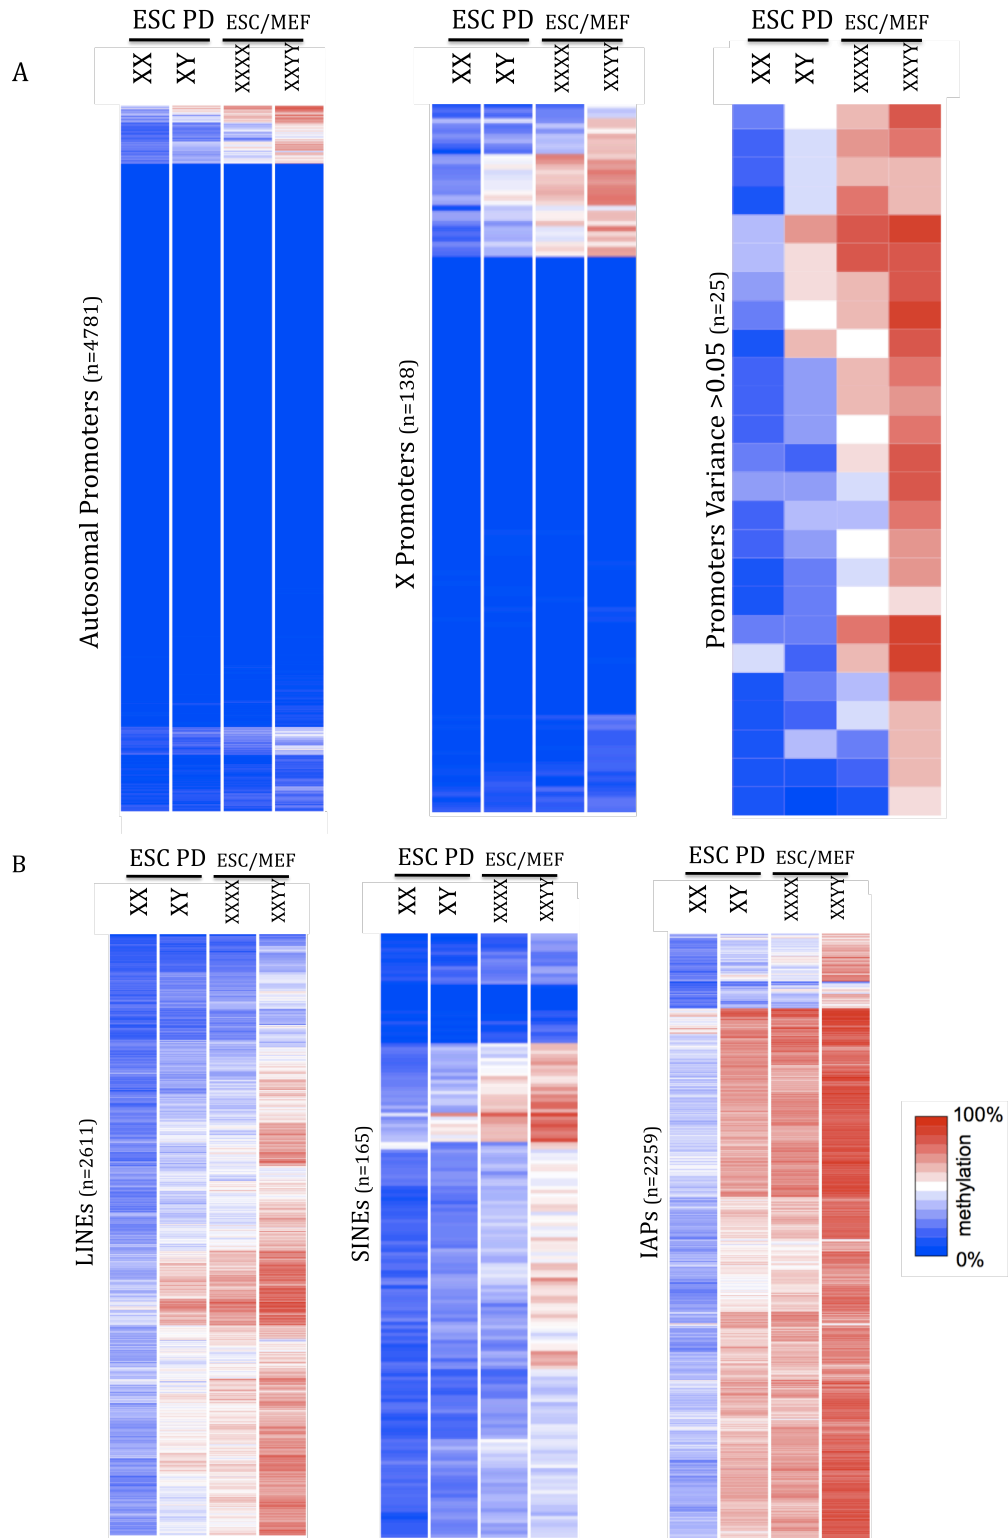 A
ESC PD ESC/MEF
XX XY XXXX XXYY
Autosomal Promoters (n=4781)
ESC PD ESC/MEF
XX XY XXXX XXYY
X Promoters (n=138)
ESC PD ESC/MEF
XX XY XXXX XXYY
Promoters Variance >0.05 (n=25)
B
ESC PD ESC/MEF
XX XY XXXX XXYY
LINEs (n=2611)
ESC PD ESC/MEF
XX XY XXXX XXYY
SINEs (n=165)
ESC PD ESC/MEF
XX XY XXXX XXYY
IAPs (n=2259)
100%
methylation
0%